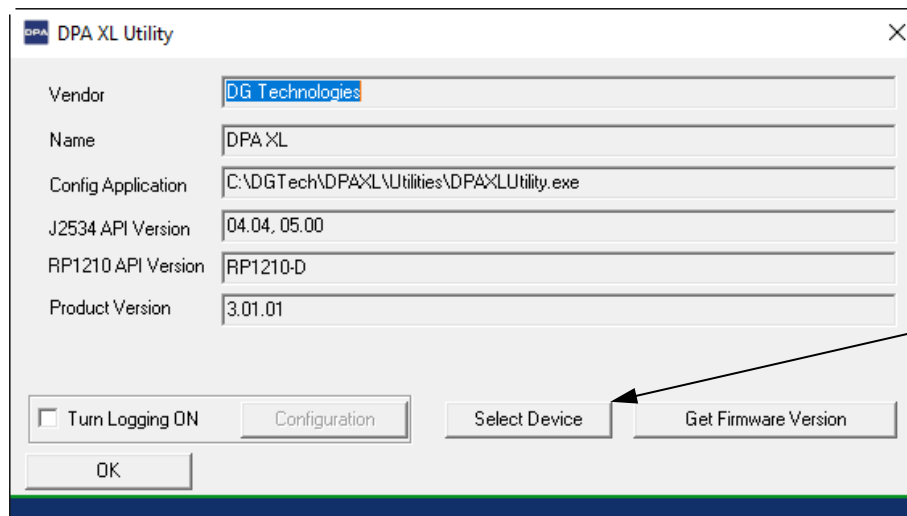 DPA DPA XL Utility
Vendor DG Technologies
Name DPA XL
Config Application C:\DGTech\DPAXL\Utilities\DPAXLUtility.exe
J2534 API Version 04.04, 05.00
RP1210 API Version RP1210-D
Product Version 3.01.01
Turn Logging ON Configuration Select Device Get Firmware Version
OK